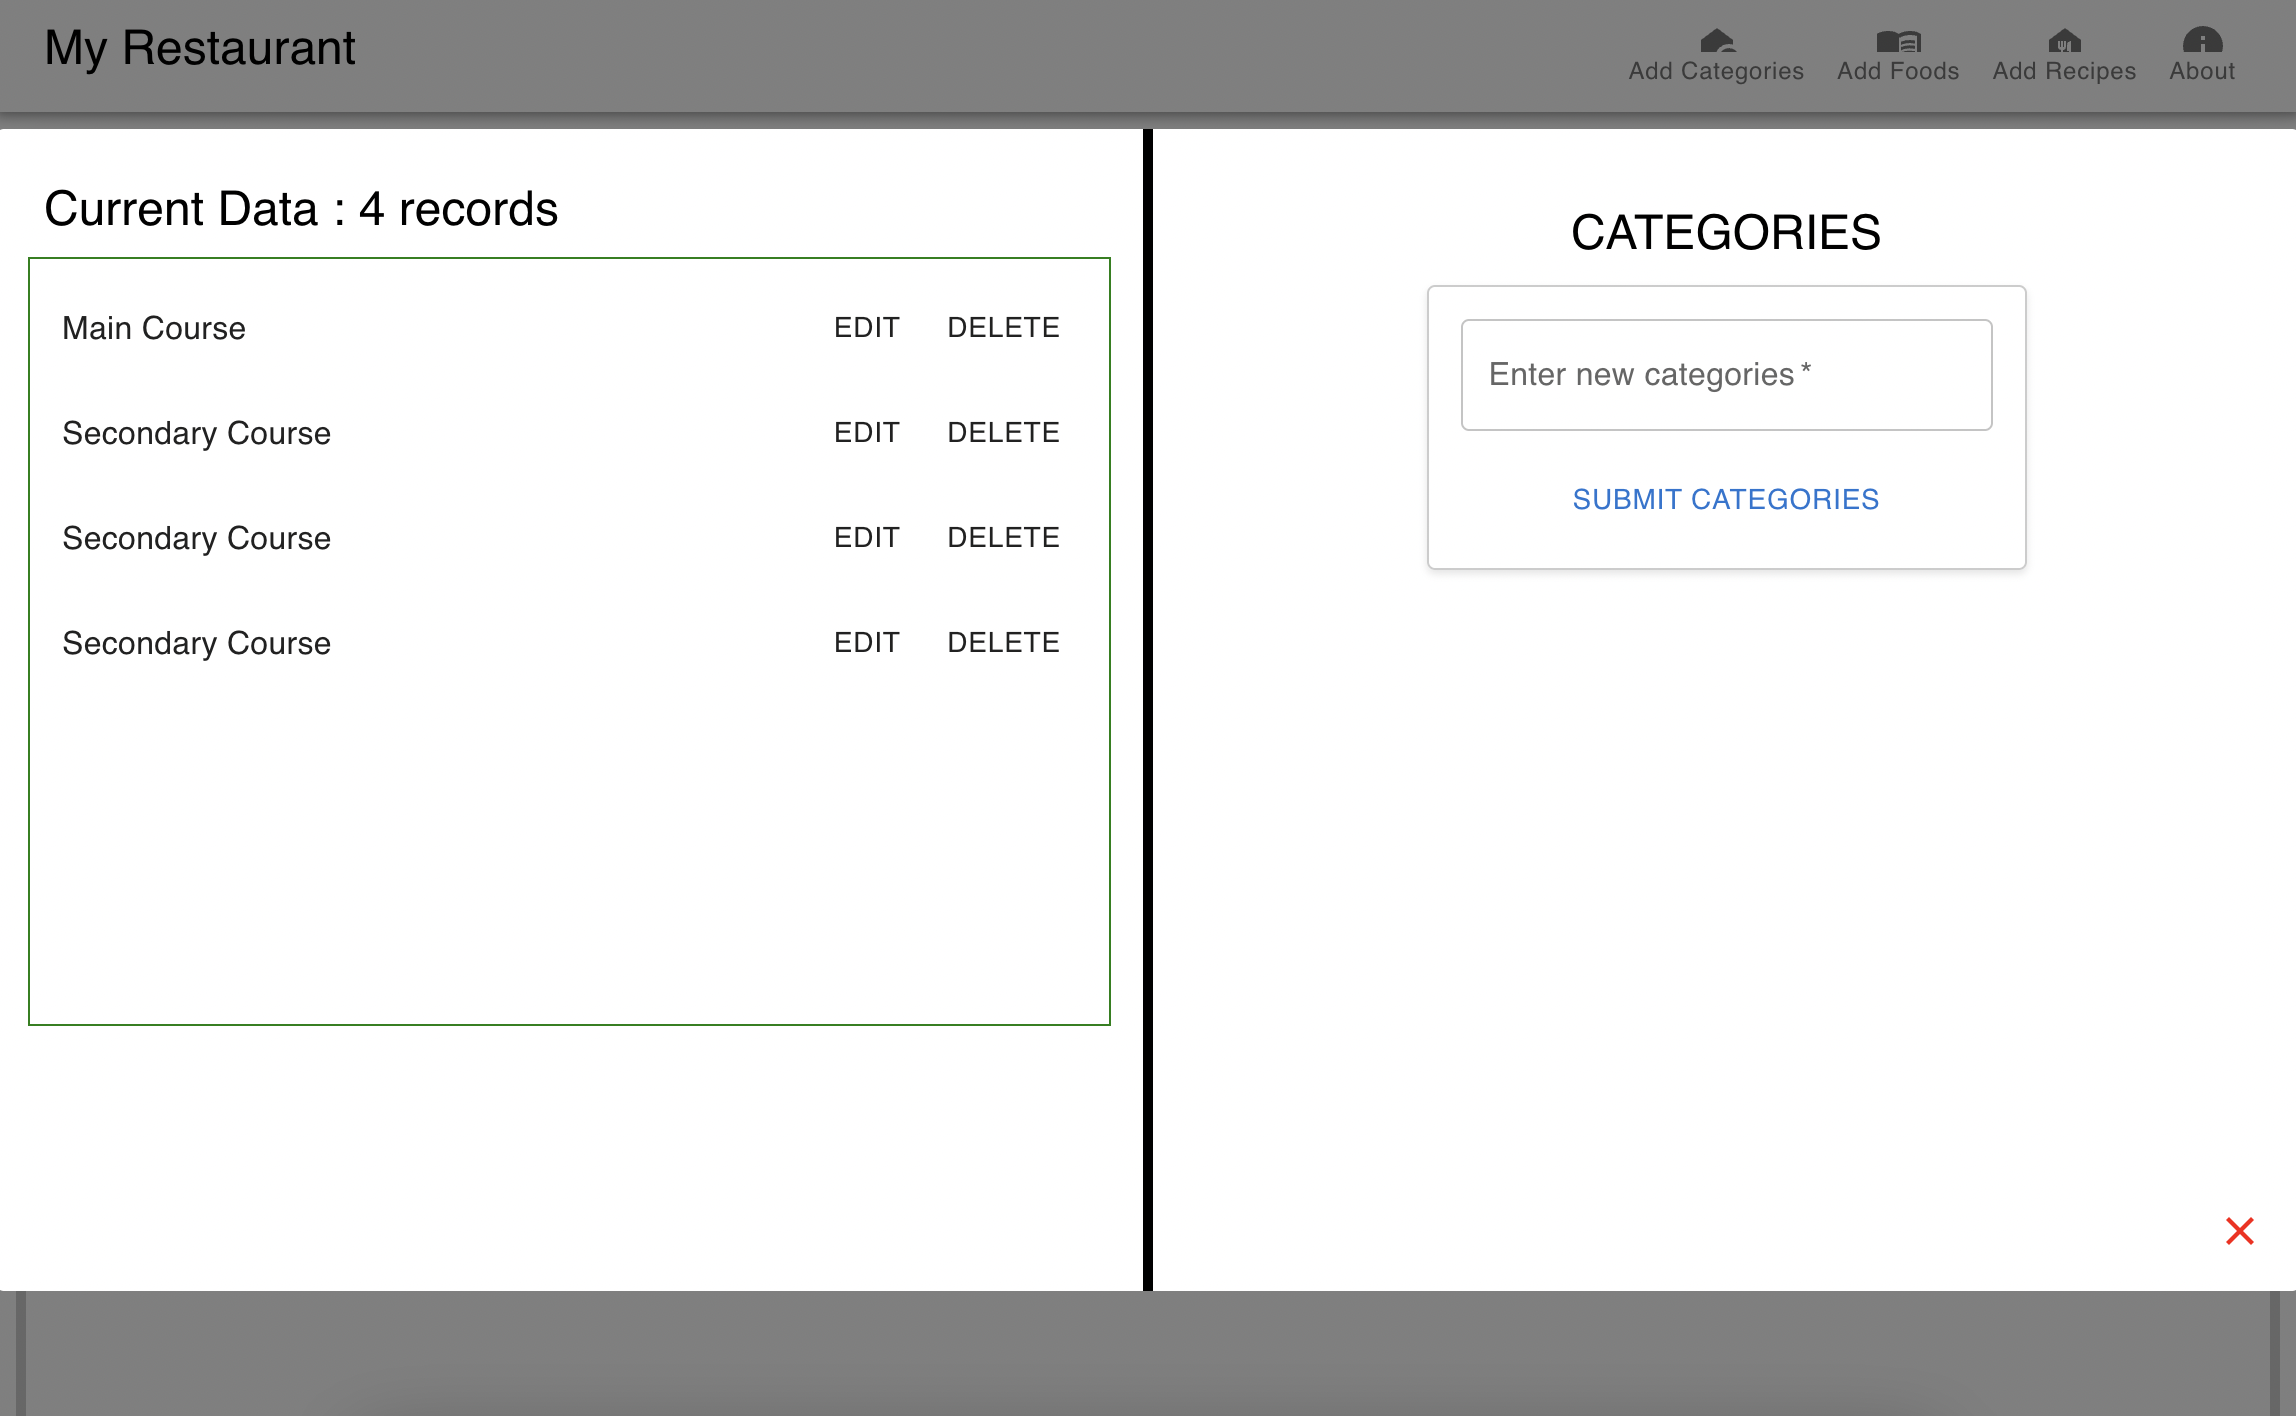 My Restaurant
Add Categories
Add Foods
Add Recipes
About
Current Data : 4 records
Main Course EDIT DELETE
Secondary Course EDIT DELETE
Secondary Course EDIT DELETE
Secondary Course EDIT DELETE
CATEGORIES
Enter new categories *
SUBMIT CATEGORIES